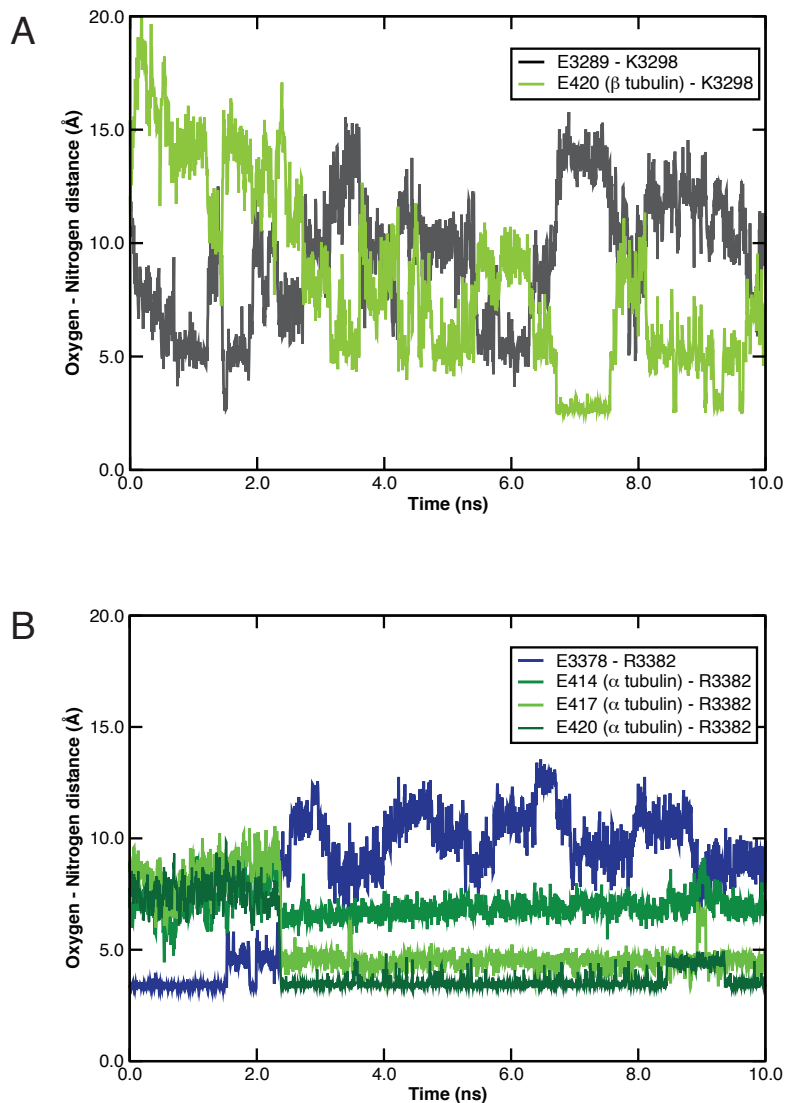 A
20.0
15.0
10.0
5.0
0.0
Oxygen - Nitrogen distance (Å)
E3289 - K3298
E420 (β tubulin) - K3298
0.0 2.0 4.0 6.0 8.0 10.0
Time (ns)
B
20.0
15.0
10.0
5.0
0.0
Oxygen - Nitrogen distance (Å)
E3378 - R3382
E414 (α tubulin) - R3382
E417 (α tubulin) - R3382
E420 (α tubulin) - R3382
0.0 2.0 4.0 6.0 8.0 10.0
Time (ns)